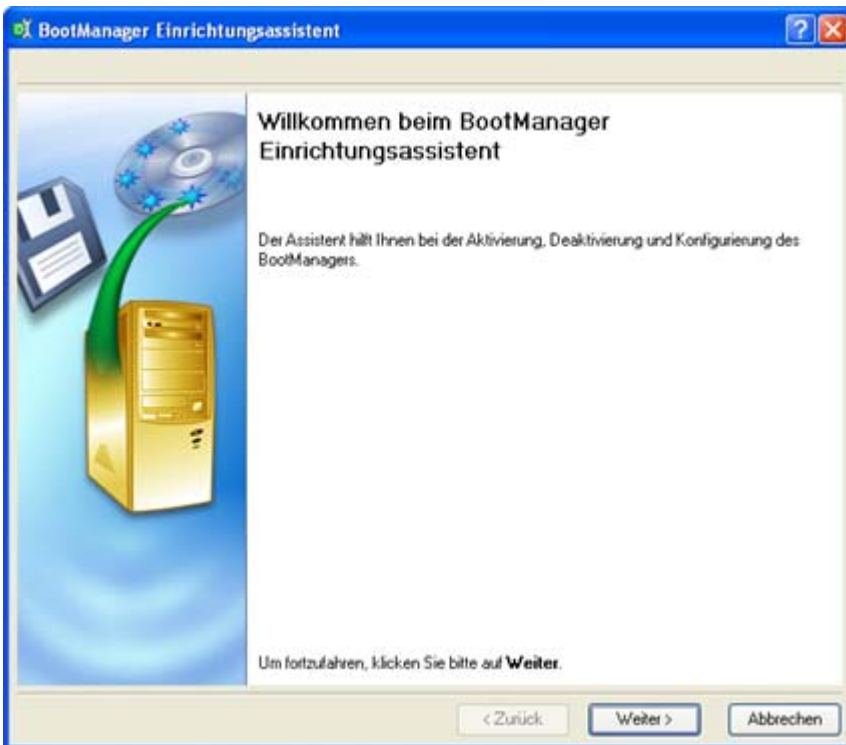 BootManager Einrichtungsassistent
Willkommen beim BootManager
Einrichtungsassistent
Der Assistent hilft Ihnen bei der Aktivierung, Deaktivierung und Konfigurierung des
BootManagers.
Um fortzufahren, klicken Sie bitte auf Weiter.
< Zurück
Weiter >
Abbrechen